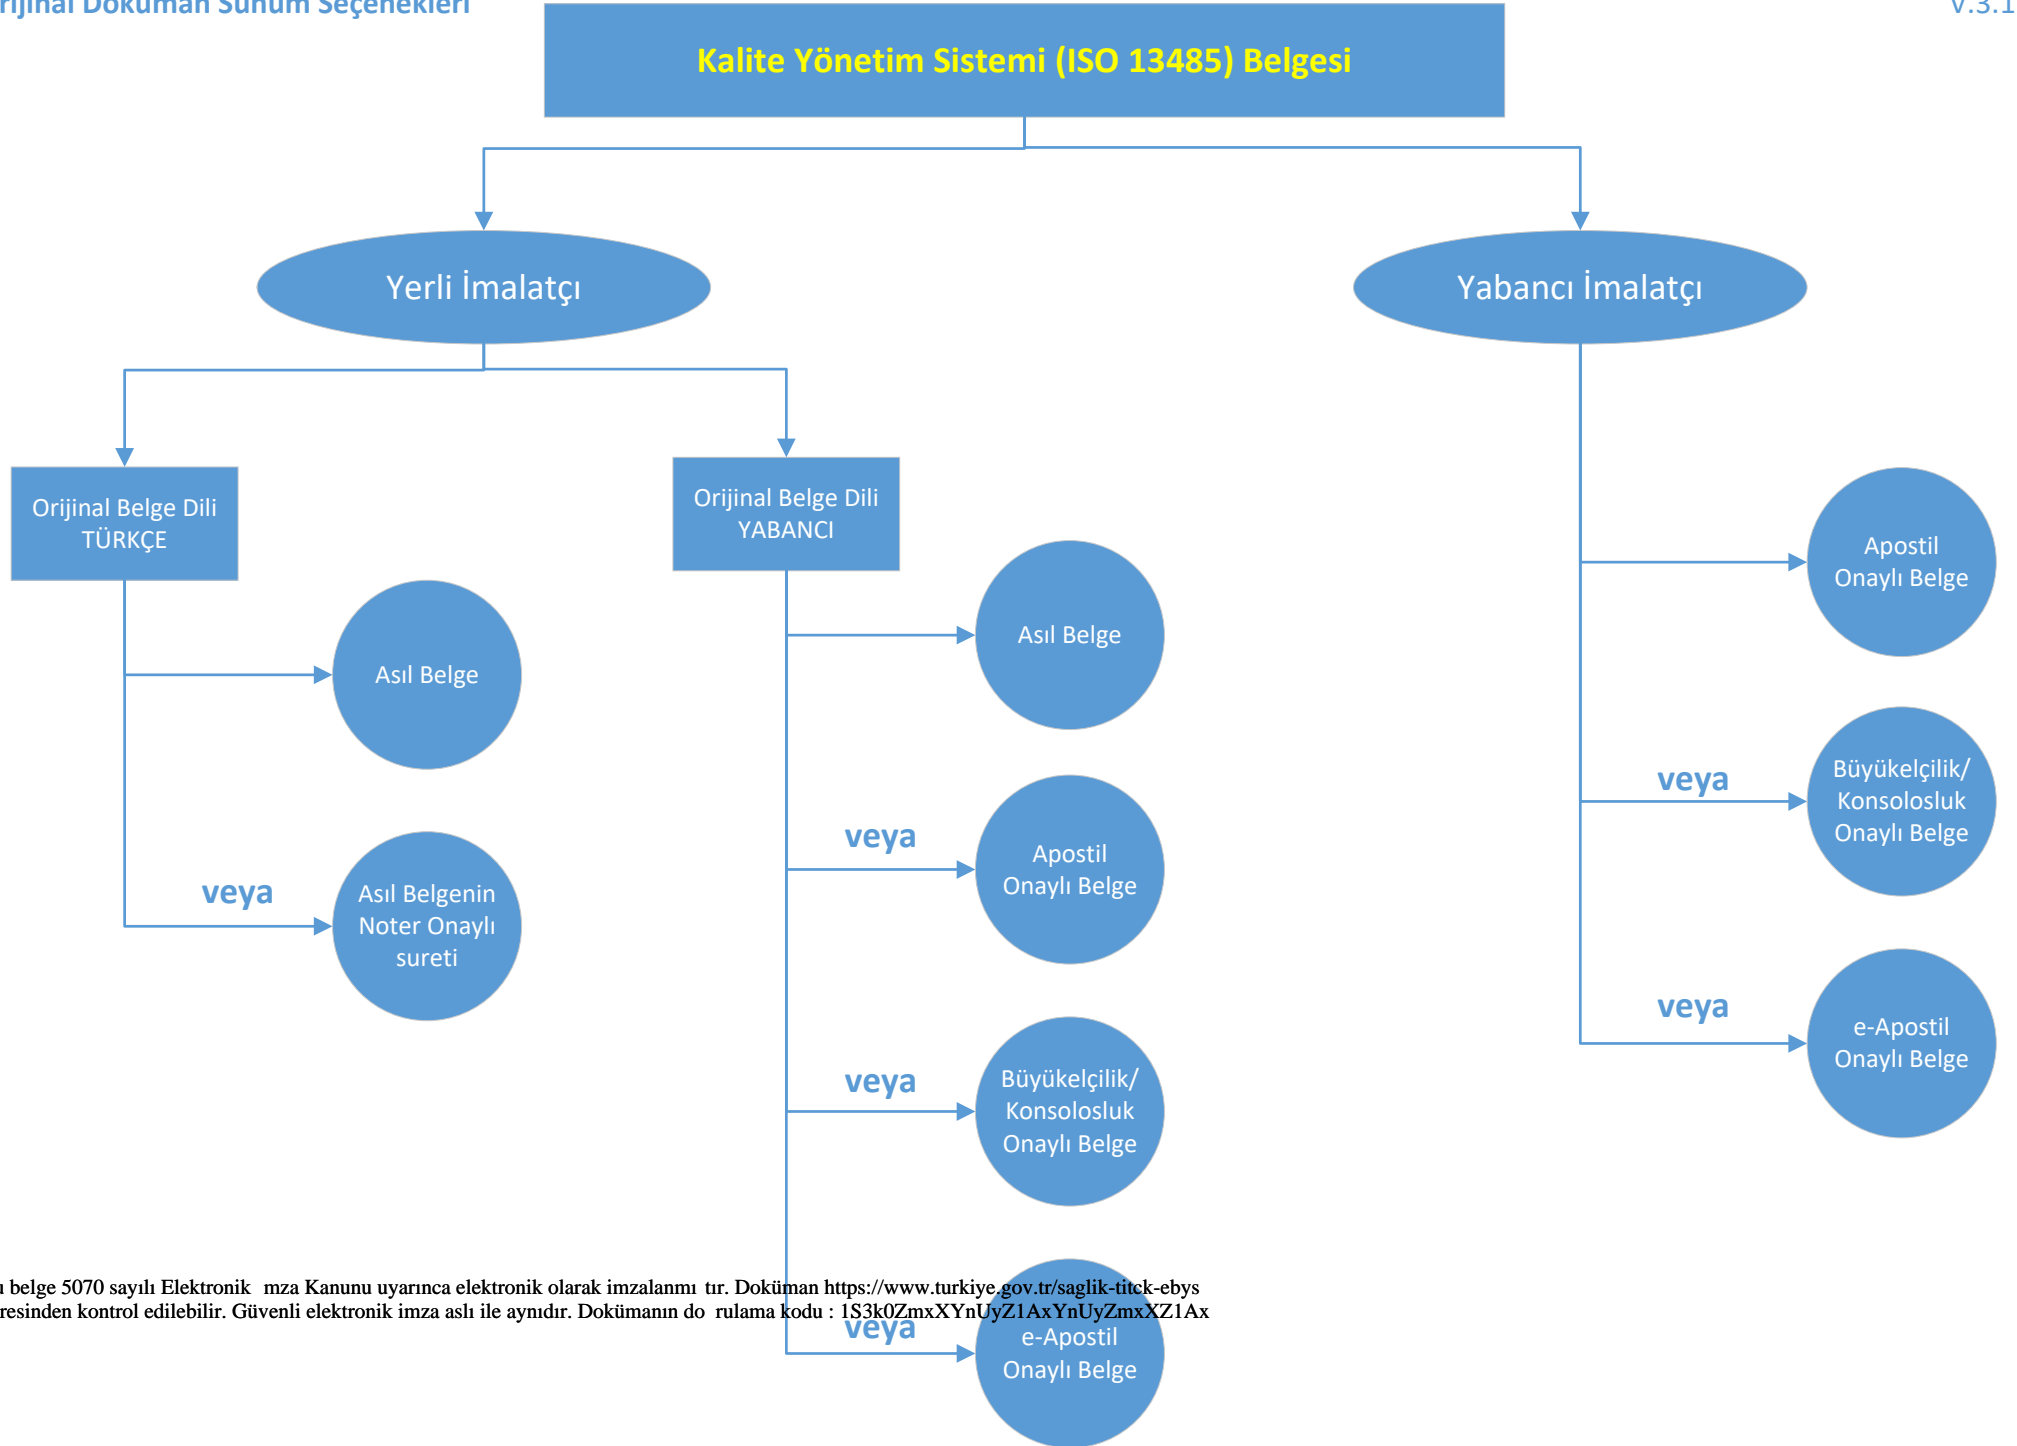 rijinal Doküman Sunum Seçenekleri
V.3.1
Kalite Yönetim Sistemi (ISO 13485) Belgesi
Yerli İmalatçı
Yabancı İmalatçı
Orijinal Belge Dili
TÜRKÇE
Orijinal Belge Dili
YABANCI
Asıl Belge
veya
Asıl Belgenin
Noter Onaylı
sureti
Asıl Belge
veya
Apostil
Onaylı Belge
veya
Büyükelçilik/
Konsolosluk
Onaylı Belge
veya
e-Apostil
Onaylı Belge
Apostil
Onaylı Belge
veya
Büyükelçilik/
Konsolosluk
Onaylı Belge
veya
e-Apostil
Onaylı Belge
u belge 5070 sayılı Elektronik mza Kanunu uyarınca elektronik olarak imzalanmı tır. Doküman https://www.turkiye.gov.tr/saglik-titck-ebys
resinden kontrol edilebilir. Güvenli elektronik imza aslı ile aynıdır. Dokümanın do rulama kodu : 1S3k0ZmxXYnUyZ1AxYnUyZmxXZ1Ax